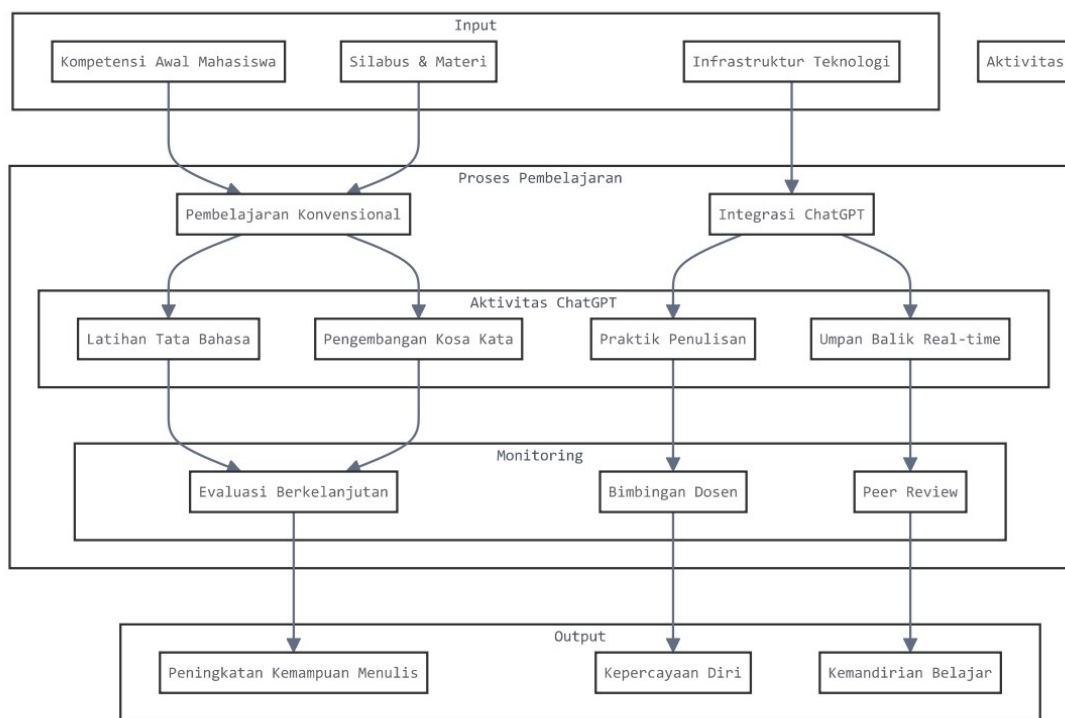 Input
Kompetensi Awal Mahasiswa
Silabus & Materi
Infrastruktur Teknologi
Aktivitas
Proses Pembelajaran
Pembelajaran Konvensional
Integrasi ChatGPT
Aktivitas ChatGPT
Latihan Tata Bahasa
Pengembangan Kosa Kata
Praktik Penulisan
Umpan Balik Real-time
Monitoring
Evaluasi Berkelanjutan
Bimbingan Dosen
Peer Review
Output
Peningkatan Kemampuan Menulis
Kepercayaan Diri
Kemandirian Belajar